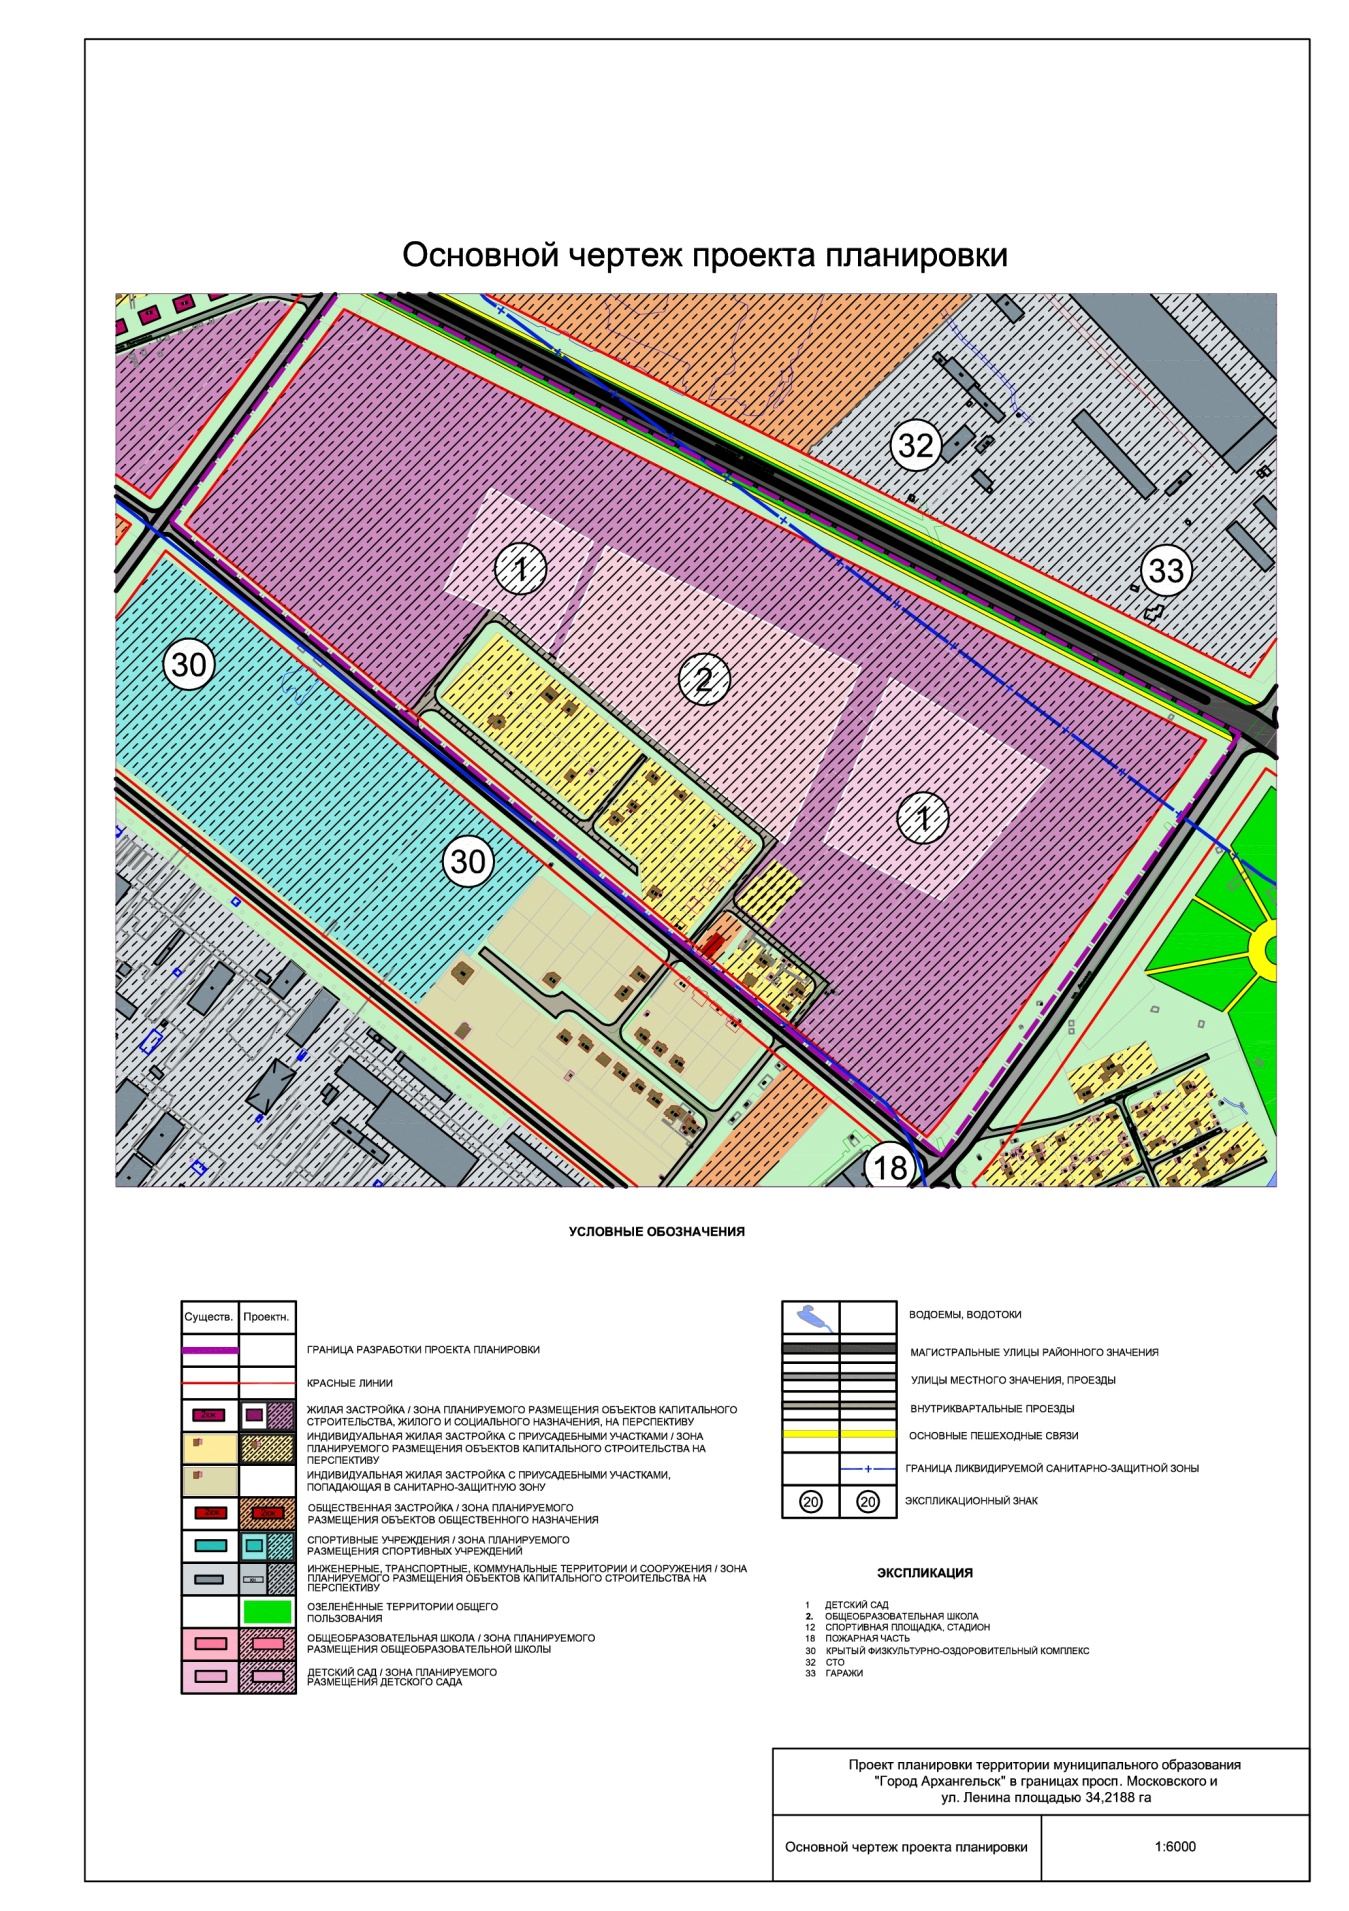 Основной чертеж проекта планировки
32
33
1
2
30
1
30
18
УСЛОВНЫЕ ОБОЗНАЧЕНИЯ
Существ. Проектн.
ГРАНИЦА РАЗРАБОТКИ ПРОЕКТА ПЛАНИРОВКИ
КРАСНЫЕ ЛИНИИ
ЖИЛАЯ ЗАСТРОЙКА / ЗОНА ПЛАНИРУЕМОГО РАЗМЕЩЕНИЯ ОБЪЕКТОВ КАПИТАЛЬНОГО
СТРОИТЕЛЬСТВА, ЖИЛОГО И СОЦИАЛЬНОГО НАЗНАЧЕНИЯ, НА ПЕРСПЕКТИВУ
ИНДИВИДУАЛЬНАЯ ЖИЛАЯ ЗАСТРОЙКА С ПРИУСАДЕБНЫМИ УЧАСТКАМИ / ЗОНА
ПЛАНИРУЕМОГО РАЗМЕЩЕНИЯ ОБЪЕКТОВ КАПИТАЛЬНОГО СТРОИТЕЛЬСТВА НА
ПЕРСПЕКТИВУ
ИНДИВИДУАЛЬНАЯ ЖИЛАЯ ЗАСТРОЙКА С ПРИУСАДЕБНЫМИ УЧАСТКАМИ,
ПОПАДАЮЩАЯ В САНИТАРНО-ЗАЩИТНУЮ ЗОНУ
ОБЩЕСТВЕННАЯ ЗАСТРОЙКА / ЗОНА ПЛАНИРУЕМОГО
РАЗМЕЩЕНИЯ ОБЪЕКТОВ ОБЩЕСТВЕННОГО НАЗНАЧЕНИЯ
СПОРТИВНЫЕ УЧРЕЖДЕНИЯ / ЗОНА ПЛАНИРУЕМОГО
РАЗМЕЩЕНИЯ СПОРТИВНЫХ УЧРЕЖДЕНИЙ
ИНЖЕНЕРНЫЕ, ТРАНСПОРТНЫЕ, КОММУНАЛЬНЫЕ ТЕРРИТОРИИ И СООРУЖЕНИЯ / ЗОНА
ПЛАНИРУЕМОГО РАЗМЕЩЕНИЯ ОБЪЕКТОВ КАПИТАЛЬНОГО СТРОИТЕЛЬСТВА НА
ПЕРСПЕКТИВУ
ОЗЕЛЕНЁННЫЕ ТЕРРИТОРИИ ОБЩЕГО
ПОЛЬЗОВАНИЯ
ОБЩЕОБРАЗОВАТЕЛЬНАЯ ШКОЛА / ЗОНА ПЛАНИРУЕМОГО
РАЗМЕЩЕНИЯ ОБЩЕОБРАЗОВАТЕЛЬНОЙ ШКОЛЫ
ДЕТСКИЙ САД / ЗОНА ПЛАНИРУЕМОГО
РАЗМЕЩЕНИЯ ДЕТСКОГО САДА
ВОДОЕМЫ, ВОДОТОКИ
МАГИСТРАЛЬНЫЕ УЛИЦЫ РАЙОННОГО ЗНАЧЕНИЯ
УЛИЦЫ МЕСТНОГО ЗНАЧЕНИЯ, ПРОЕЗДЫ
ВНУТРИКВАРТАЛЬНЫЕ ПРОЕЗДЫ
ОСНОВНЫЕ ПЕШЕХОДНЫЕ СВЯЗИ
ГРАНИЦА ЛИКВИДИРУЕМОЙ САНИТАРНО-ЗАЩИТНОЙ ЗОНЫ
20 20 ЭКСПЛИКАЦИОННЫЙ ЗНАК
ЭКСПЛИКАЦИЯ
1 ДЕТСКИЙ САД
2. ОБЩЕОБРАЗОВАТЕЛЬНАЯ ШКОЛА
12 СПОРТИВНАЯ ПЛОЩАДКА, СТАДИОН
18 ПОЖАРНАЯ ЧАСТЬ
30 КРЫТЫЙ ФИЗКУЛЬТУРНО-ОЗДОРОВИТЕЛЬНЫЙ КОМПЛЕКС
32 СТО
33 ГАРАЖИ
Проект планировки территории муниципального образования
"Город Архангельск" в границах просп. Московского и
ул. Ленина площадью 34,2188 га
Основной чертеж проекта планировки
1:6000